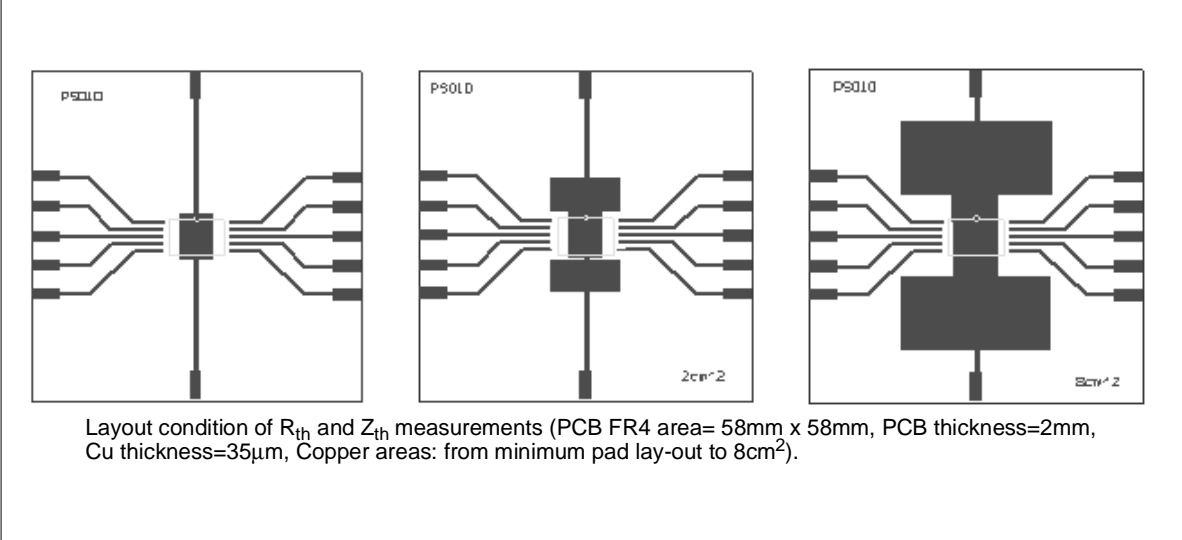 PSO10
PSO10
PSO10
2cm^2
8cm^2
Layout condition of Rth and Zth measurements (PCB FR4 area= 58mm x 58mm, PCB thickness=2mm,
Cu thickness=35μm, Copper areas: from minimum pad lay-out to 8cm2).